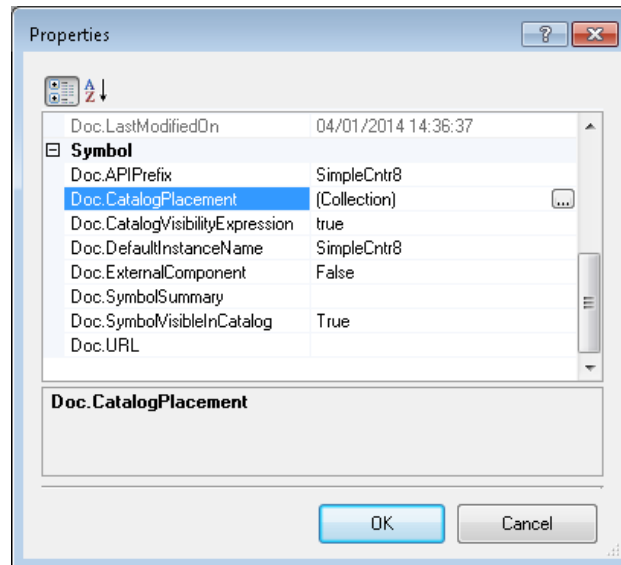 Properties
Doc.LastModifiedOn 04/01/2014 14:36:37
Symbol
Doc.APIPrefix SimpleCntr8
Doc.CatalogPlacement (Collection) ...
Doc.CatalogVisibilityExpression true
Doc.DefaultInstanceName SimpleCntr8
Doc.ExternalComponent False
Doc.SymbolSummary
Doc.SymbolVisibleInCatalog True
Doc.URL
Doc.CatalogPlacement
OK Cancel